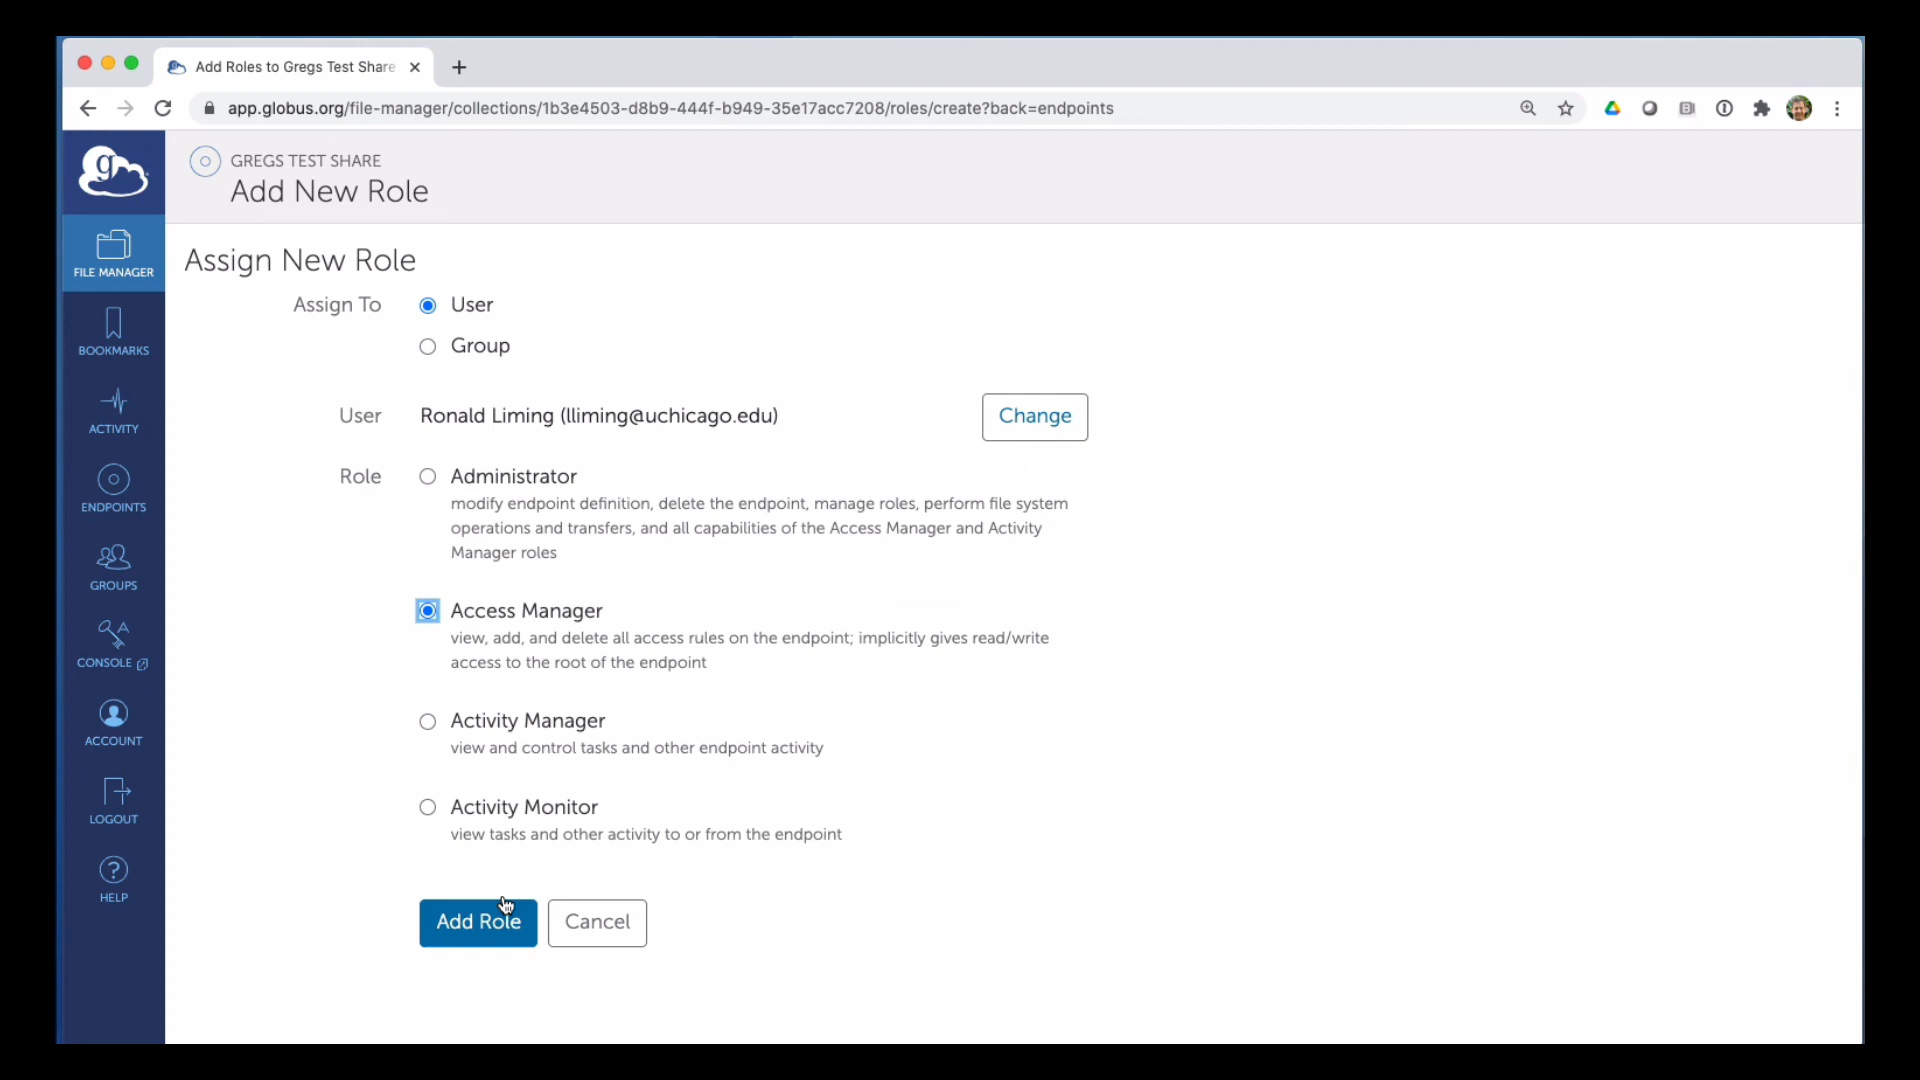 Add Roles to Gregs Test Share
app.globus.org/file-manager/collections/1b3e4503-d8b9-444f-b949-35e17acc7208/roles/create?back=endpoints
g
GREGS TEST SHARE
Add New Role
FILE MANAGER
BOOKMARKS
ACTIVITY
ENDPOINTS
GROUPS
CONSOLE
ACCOUNT
LOGOUT
HELP
Assign New Role
Assign To
User
Group
User
Ronald Liming (lliming@uchicago.edu)
Change
Role
Administrator
modify endpoint definition, delete the endpoint, manage roles, perform file system
operations and transfers, and all capabilities of the Access Manager and Activity
Manager roles
Access Manager
view, add, and delete all access rules on the endpoint; implicitly gives read/write
access to the root of the endpoint
Activity Manager
view and control tasks and other endpoint activity
Activity Monitor
view tasks and other activity to or from the endpoint
Add Role
Cancel